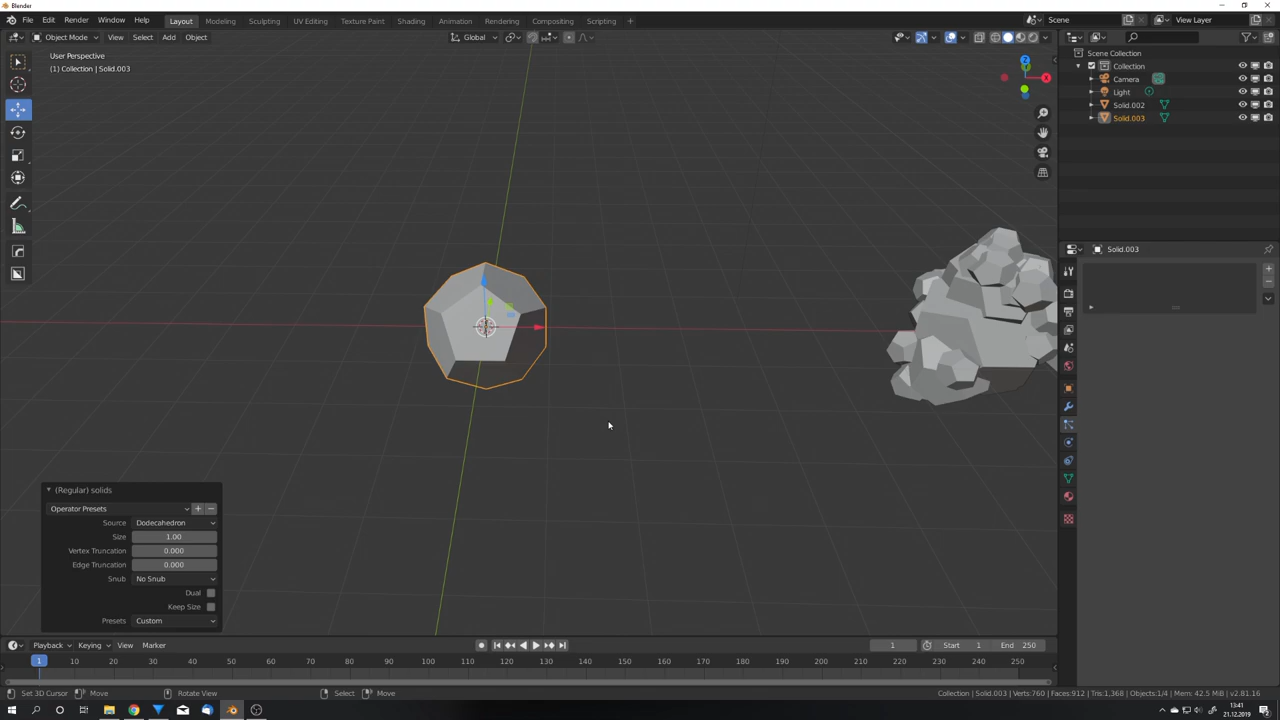 Blender
File Edit Render Window Help
Layout Modeling Sculpting UV Editing Texture Paint Shading Animation Rendering Compositing Scripting +
Scene
View Layer
Object Mode View Select Add Object
Global
User Perspective
(1) Collection | Solid.003
X
Y
Z
Scene Collection
Collection
Camera
Light
Solid.002
Solid.003
Solid.003
(Regular) solids
Operator Presets
Source Dodecahedron
Size 1.00
Vertex Truncation 0.000
Edge Truncation 0.000
Snub No Snub
Dual
Keep Size
Presets Custom
Playback Keying View Marker
1
Start 1
End 250
1 10 20 30 40 50 60 70 80 90 100 110 120 130 140 150 160 170 180 190 200 210 220 230 240 250
Set 3D Cursor Move Rotate View Select Move
Collection | Solid.003 | Verts:760 | Faces:912 | Tris:1,368 | Objects:1/4 | Mem: 42.5 MiB | v2.81.16
13:41
21.12.2019